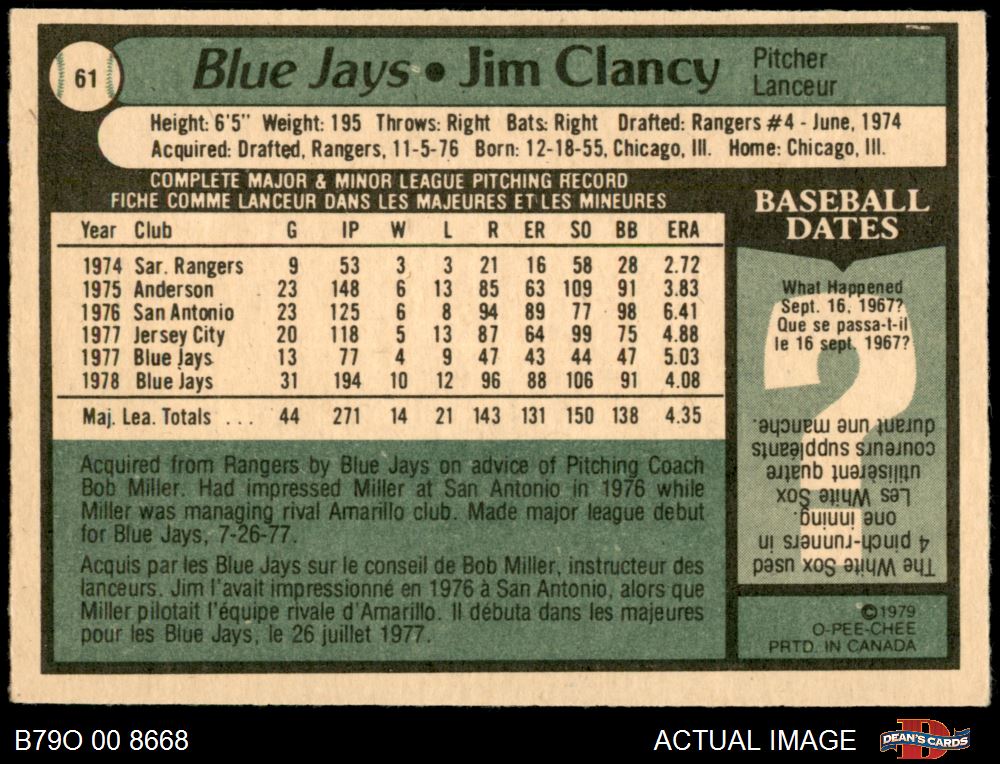 61
Blue Jays • Jim Clancy
Pitcher
Lanceur
Height: 6'5" Weight: 195 Throws: Right Bats: Right Drafted: Rangers #4 - June, 1974
Acquired: Drafted, Rangers, 11-5-76 Born: 12-18-55, Chicago, Ill. Home: Chicago, Ill.
COMPLETE MAJOR & MINOR LEAGUE PITCHING RECORD
FICHE COMME LANCEUR DANS LES MAJEURES ET LES MINEURES
Year Club G IP W L R ER SO BB ERA
1974 Sar. Rangers 9 53 3 3 21 16 58 28 2.72
1975 Anderson 23 148 6 13 85 63 109 91 3.83
1976 San Antonio 23 125 6 8 94 89 77 98 6.41
1977 Jersey City 20 118 5 13 87 64 99 75 4.88
1977 Blue Jays 13 77 4 9 47 43 44 47 5.03
1978 Blue Jays 31 194 10 12 96 88 106 91 4.08
Maj. Lea. Totals ... 44 271 14 21 143 131 150 138 4.35
Acquired from Rangers by Blue Jays on advice of Pitching Coach
Bob Miller. Had impressed Miller at San Antonio in 1976 while
Miller was managing rival Amarillo club. Made major league debut
for Blue Jays, 7-26-77.
Acquis par les Blue Jays sur le conseil de Bob Miller, instructeur des
lanceurs. Jim l'avait impressionné en 1976 à San Antonio, alors que
Miller pilotait l'équipe rivale d'Amarillo. Il débuta dans les majeures
pour les Blue Jays, le 26 juillet 1977.
BASEBALL
DATES
What Happened
Sept. 16, 1967?
Que se passa-t-il
le 16 sept. 1967?
The White Sox used
4 pinch-runners in
one inning.
Les White Sox
utilisèrent quatre
coureurs suppléants
durant une manche.
©1979
O-PEE-CHEE
PRTD. IN CANADA
B79O 00 8668
ACTUAL IMAGE
D
DEAN'S CARDS